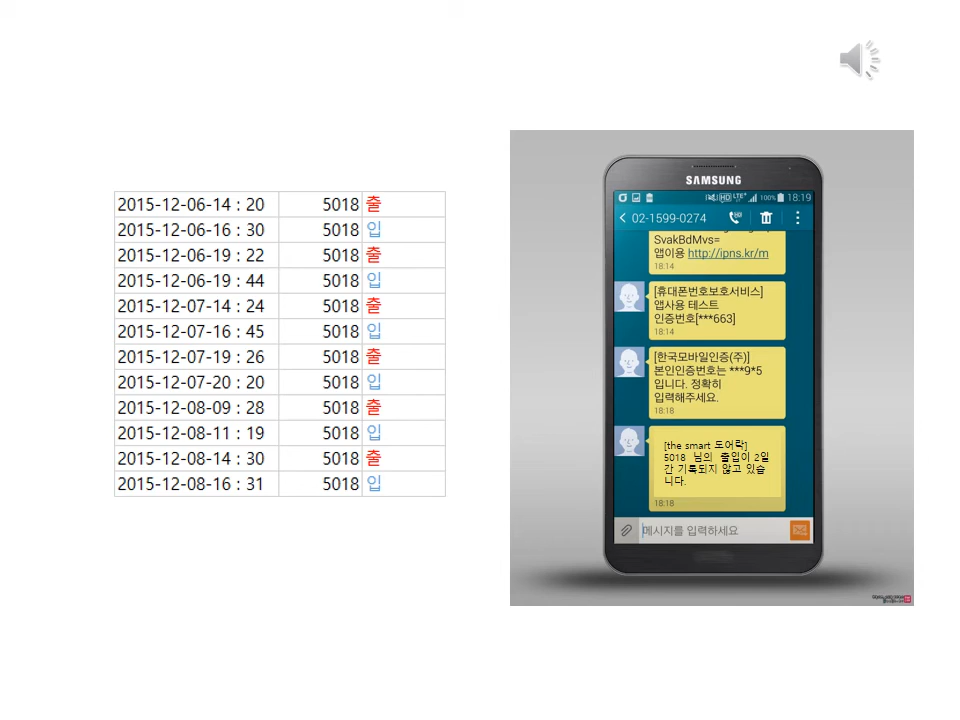 2015-12-06-14 : 20 5018 출
2015-12-06-16 : 30 5018 입
2015-12-06-19 : 22 5018 출
2015-12-06-19 : 44 5018 입
2015-12-07-14 : 24 5018 출
2015-12-07-16 : 45 5018 입
2015-12-07-19 : 26 5018 출
2015-12-07-20 : 20 5018 입
2015-12-08-09 : 28 5018 출
2015-12-08-11 : 19 5018 입
2015-12-08-14 : 30 5018 출
2015-12-08-16 : 31 5018 입
SAMSUNG
HD LTE+ 100% 18:19
02-1599-0274
SvakBdMvs=
앱이용 http://ipns.kr/m
18:14
[휴대폰번호보호서비스]
앱사용 테스트
인증번호[***663]
18:14
[한국모바일인증(주)]
본인인증번호는 ***9*5
입니다. 정확히
입력해주세요.
18:18
[the smart 도어락]
5018 님의 출입이 2일
간 기록되지 않고 있습
니다.
18:18
메시지를 입력하세요